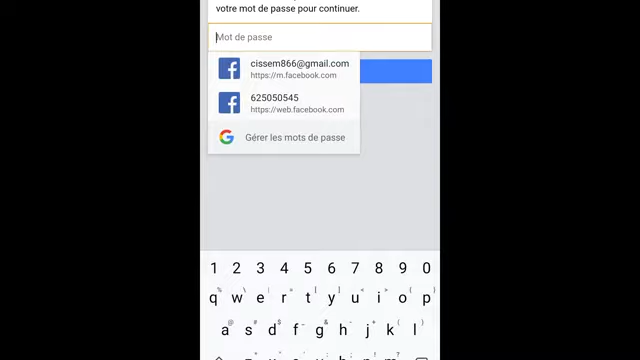 votre mot de passe pour continuer.
Mot de passe
cissem866@gmail.com
https://m.facebook.com
625050545
https://web.facebook.com
Gérer les mots de passe
1 2 3 4 5 6 7 8 9 0
q w e r t y u i o p
a s d f g h j k l